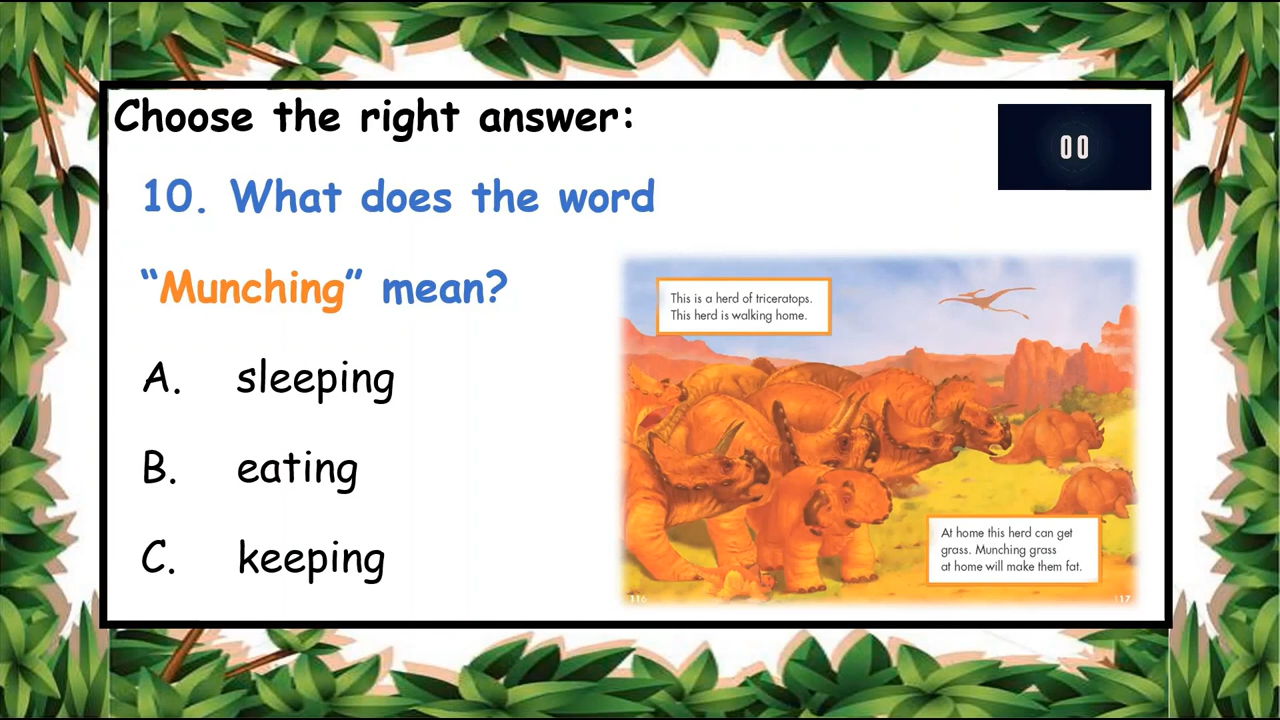 Choose the right answer:
00
10. What does the word
“Munching” mean?
A. sleeping
B. eating
C. keeping
This is a herd of triceratops.
This herd is walking home.
At home this herd can get
grass. Munching grass
at home will make them fat.
116
117